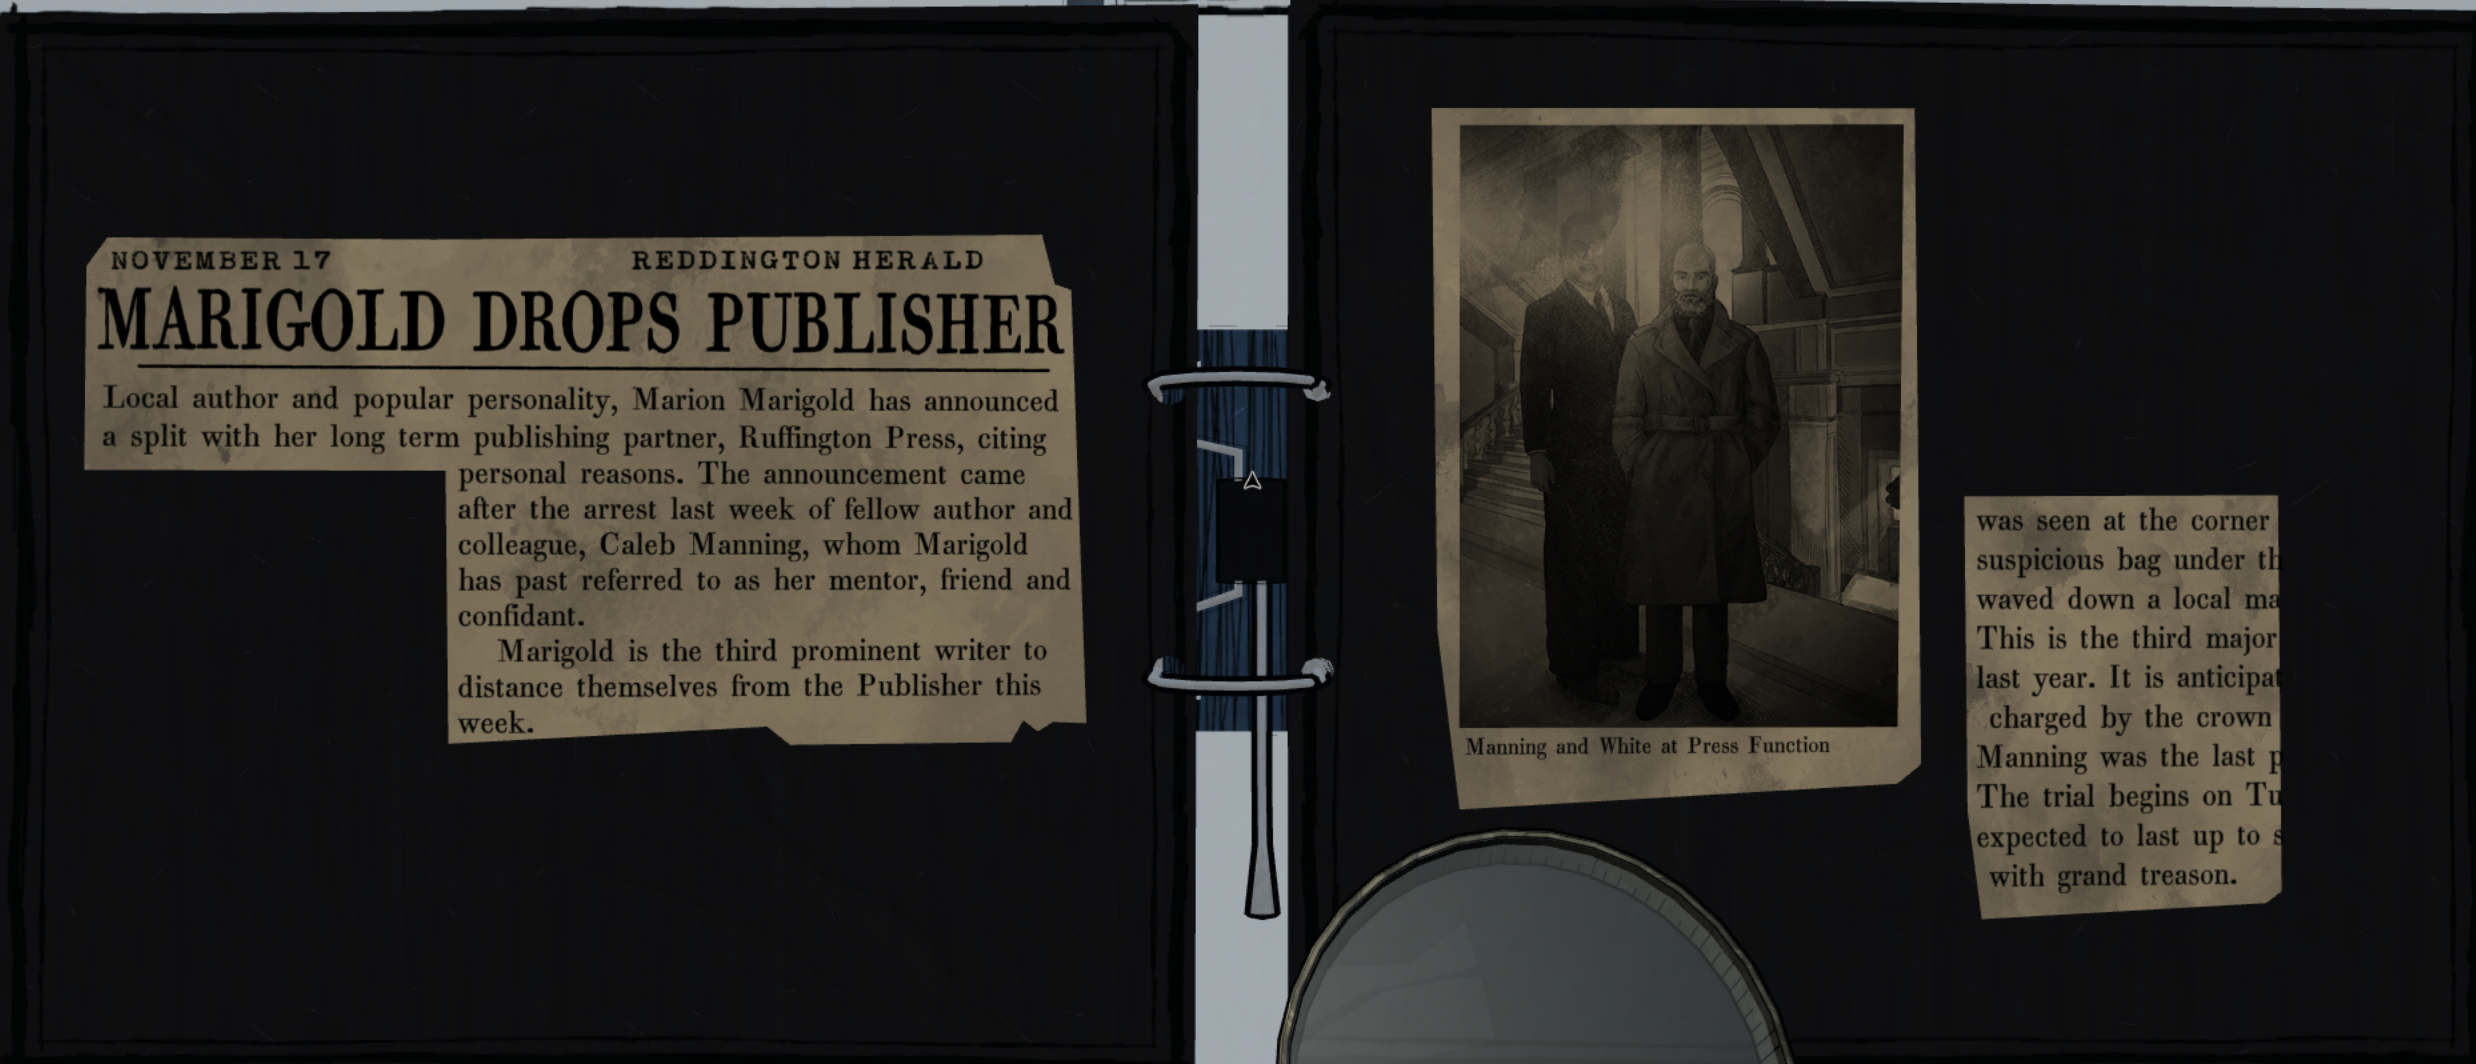 NOVEMBER 17 REDDINGTON HERALD
MARIGOLD DROPS PUBLISHER
Local author and popular personality, Marion Marigold has announced
a split with her long term publishing partner, Ruffington Press, citing
personal reasons. The announcement came
after the arrest last week of fellow author and
colleague, Caleb Manning, whom Marigold
has past referred to as her mentor, friend and
confidant.
Marigold is the third prominent writer to
distance themselves from the Publisher this
week.
Manning and White at Press Function
was seen at the corner
suspicious bag under
waved down a local
This is the third major
last year. It is
charged by the crown
Manning was the last
The trial begins on
expected to last up to
with grand treason.